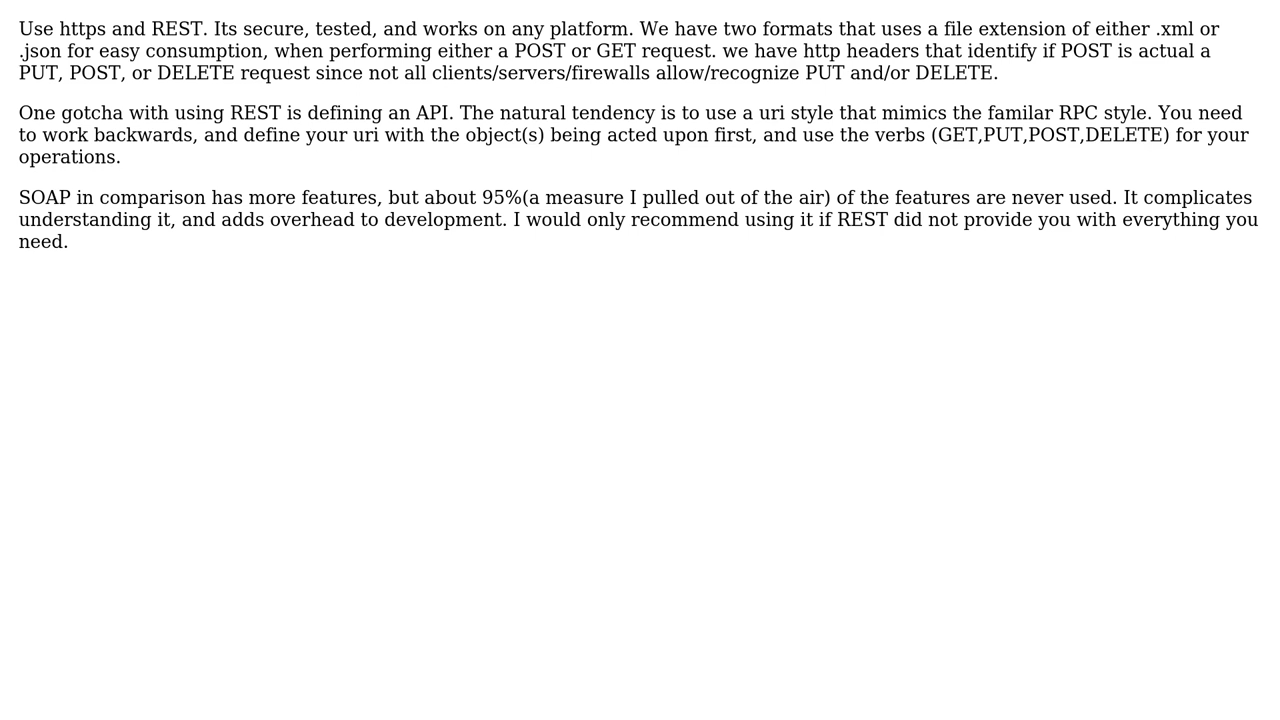 Use https and REST. Its secure, tested, and works on any platform. We have two formats that uses a file extension of either .xml or
.json for easy consumption, when performing either a POST or GET request. we have http headers that identify if POST is actual a
PUT, POST, or DELETE request since not all clients/servers/firewalls allow/recognize PUT and/or DELETE.
One gotcha with using REST is defining an API. The natural tendency is to use a uri style that mimics the familar RPC style. You need
to work backwards, and define your uri with the object(s) being acted upon first, and use the verbs (GET,PUT,POST,DELETE) for your
operations.
SOAP in comparison has more features, but about 95%(a measure I pulled out of the air) of the features are never used. It complicates
understanding it, and adds overhead to development. I would only recommend using it if REST did not provide you with everything you
need.